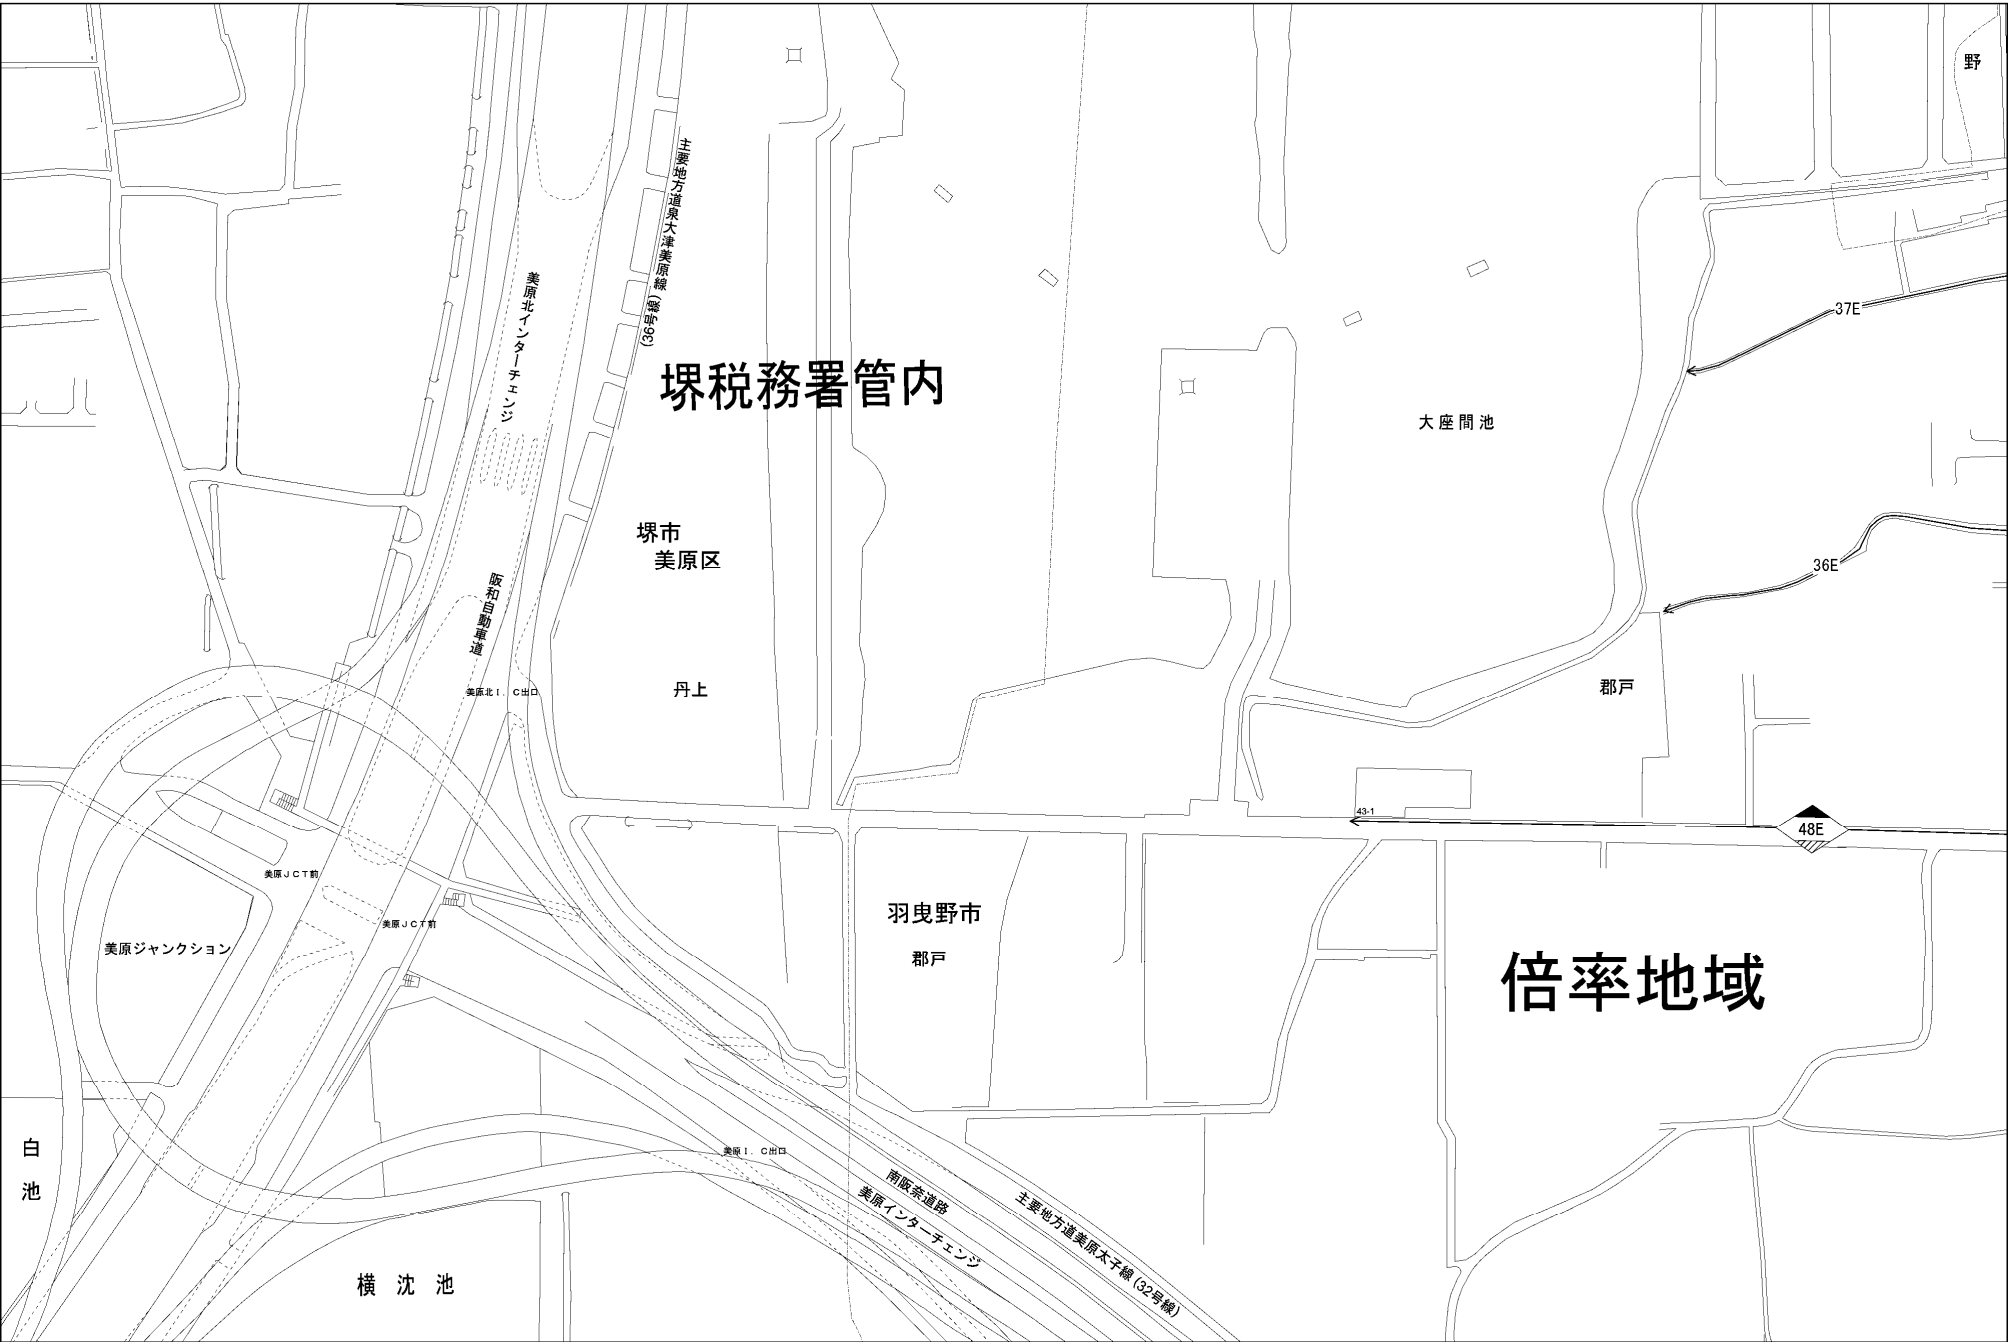 野
主要地方道泉大津美原線
(36号線)
美原北インターチェンジ
37E
堺税務署管内
大座間池
堺市
美原区
36E
阪和自動車道
美原北I．C出口
丹上
郡戸
43-1
48E
美原JCT前
美原JCT前
羽曳野市
郡戸
美原ジャンクション
倍率地域
白池
美原I．C出口
南阪奈道路
美原インターチェンジ
主要地方道美原太子線(32号線)
横沈池